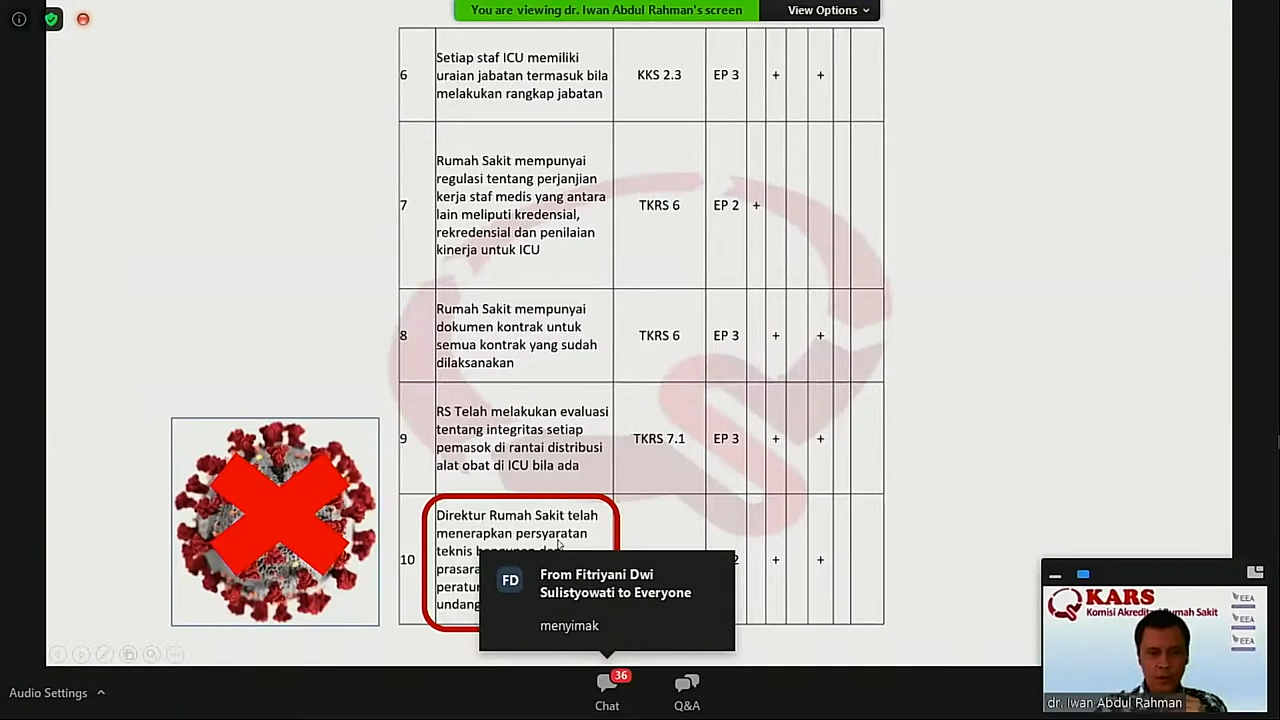 You are viewing dr. Iwan Abdul Rahman's screen
View Options
6
Setiap staf ICU memiliki
uraian jabatan termasuk bila
melakukan rangkap jabatan
KKS 2.3
EP 3
+
+
7
Rumah Sakit mempunyai
regulasi tentang perjanjian
kerja staf medis yang antara
lain meliputi kredensial,
rekredensial dan penilaian
kinerja untuk ICU
TKRS 6
EP 2
+
8
Rumah Sakit mempunyai
dokumen kontrak untuk
semua kontrak yang sudah
dilaksanakan
TKRS 6
EP 3
+
+
9
RS Telah melakukan evaluasi
tentang integritas setiap
pemasok di rantai distribusi
alat obat di ICU bila ada
TKRS 7.1
EP 3
+
+
10
Direktur Rumah Sakit telah
menerapkan persyaratan
teknis
2
+
+
FD
From Fitriyani Dwi
Sulistyowati to Everyone
menyimak
KARS
Komisi Akreditasi Rumah Sakit
EEA
EEA
EEA
dr. Iwan Abdul Rahman
Audio Settings
36
Chat
Q&A